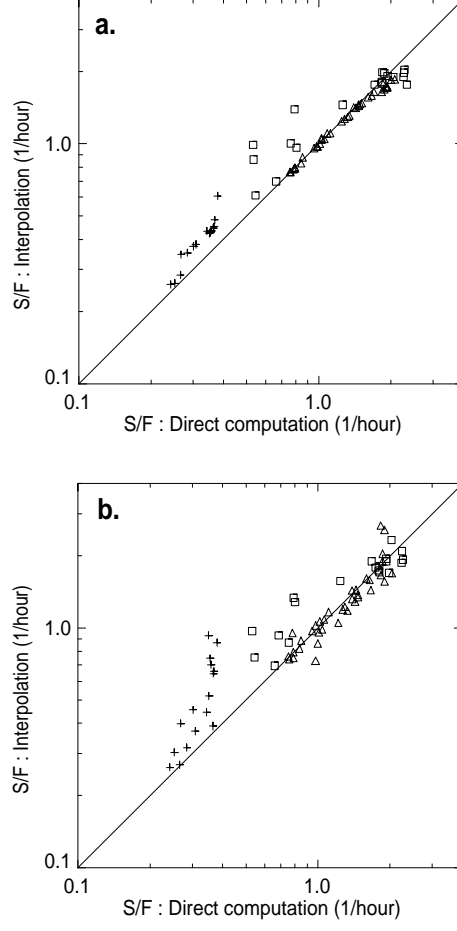 a.
S/F : Interpolation (1/hour)
1.0
0.1
0.1 1.0
S/F : Direct computation (1/hour)
b.
S/F : Interpolation (1/hour)
1.0
0.1
0.1 1.0
S/F : Direct computation (1/hour)